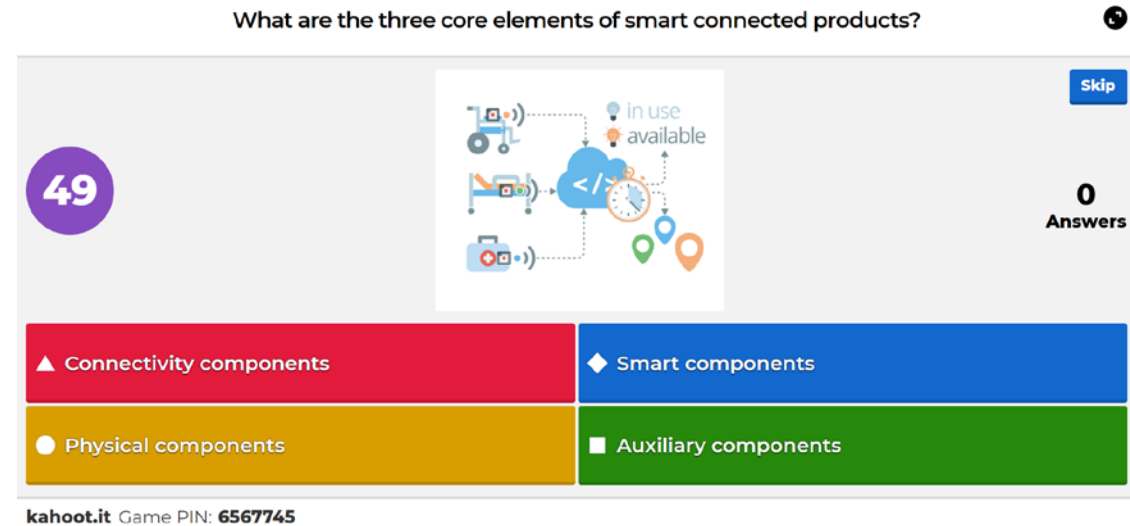 What are the three core elements of smart connected products?
Skip
in use
available
49
</>
0
Answers
Connectivity components
Smart components
Physical components
Auxiliary components
kahoot.it Game PIN: 6567745